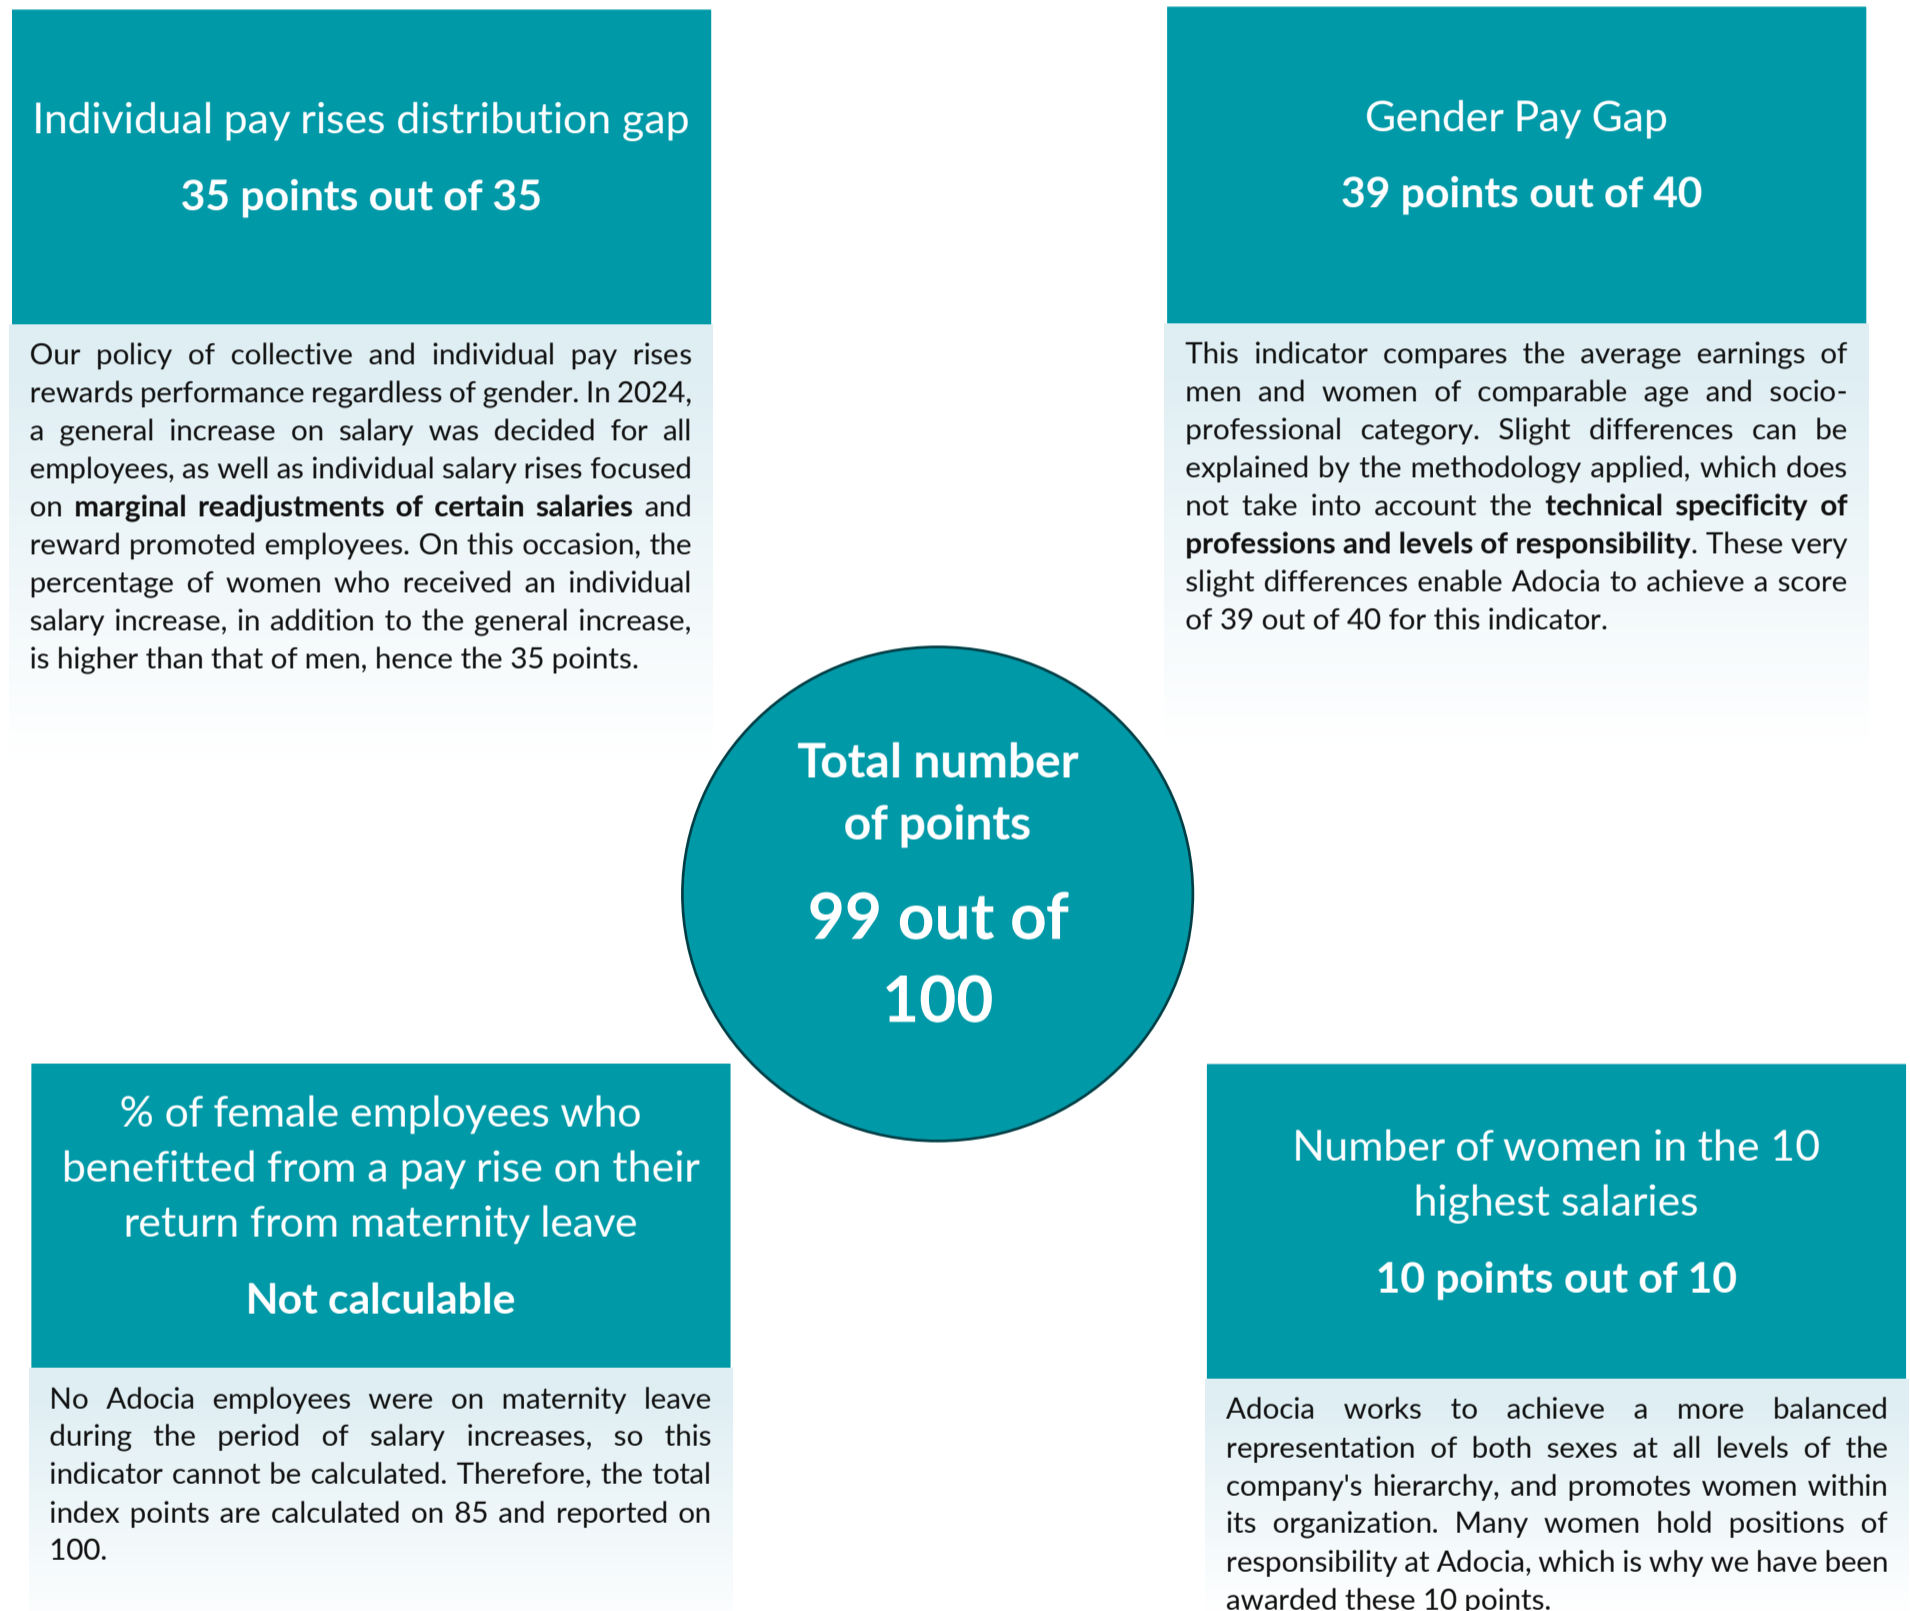 Individual pay rises distribution gap
35 points out of 35
Our policy of collective and individual pay rises
rewards performance regardless of gender. In 2024,
a general increase on salary was decided for all
employees, as well as individual salary rises focused
on marginal readjustments of certain salaries and
reward promoted employees. On this occasion, the
percentage of women who received an individual
salary increase, in addition to the general increase,
is higher than that of men, hence the 35 points.
Gender Pay Gap
39 points out of 40
This indicator compares the average earnings of
men and women of comparable age and socio-
professional category. Slight differences can be
explained by the methodology applied, which does
not take into account the technical specificity of
professions and levels of responsibility. These very
slight differences enable Adocia to achieve a score
of 39 out of 40 for this indicator.
Total number
of points
99 out of
100
% of female employees who
benefitted from a pay rise on their
return from maternity leave
Not calculable
No Adocia employees were on maternity leave
during the period of salary increases, so this
indicator cannot be calculated. Therefore, the total
index points are calculated on 85 and reported on
100.
Number of women in the 10
highest salaries
10 points out of 10
Adocia works to achieve a more balanced
representation of both sexes at all levels of the
company's hierarchy, and promotes women within
its organization. Many women hold positions of
responsibility at Adocia, which is why we have been
awarded these 10 points.